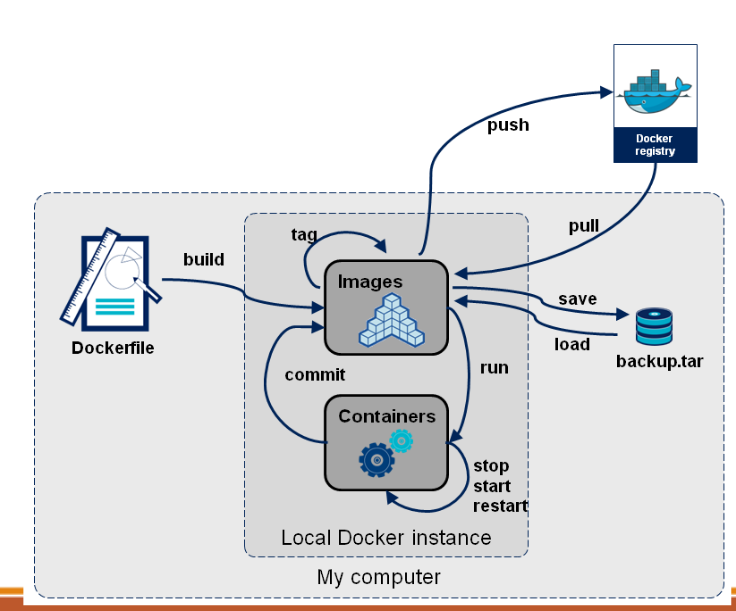 Docker
registry
push
pull
tag
build
Images
save
load
Dockerfile
backup.tar
commit
run
Containers
stop
start
restart
Local Docker instance
My computer